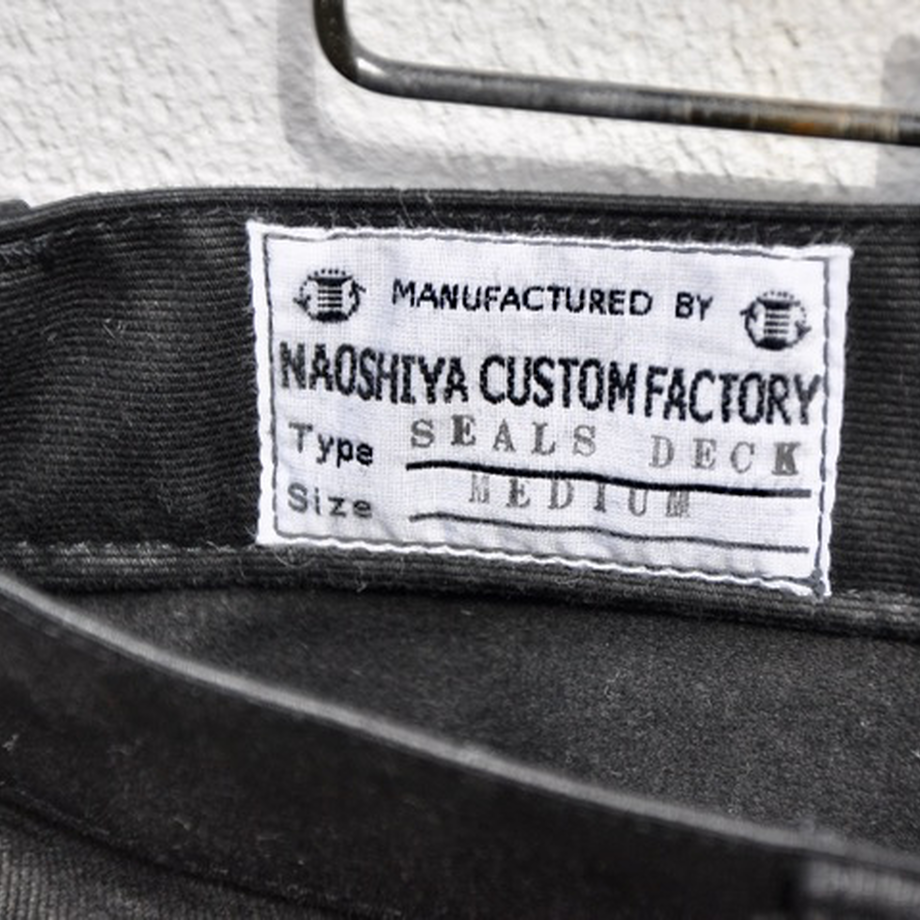 MANUFACTURED BY
NAOSHIYA CUSTOM FACTORY
Type SEALS DECK
Size MEDIUM